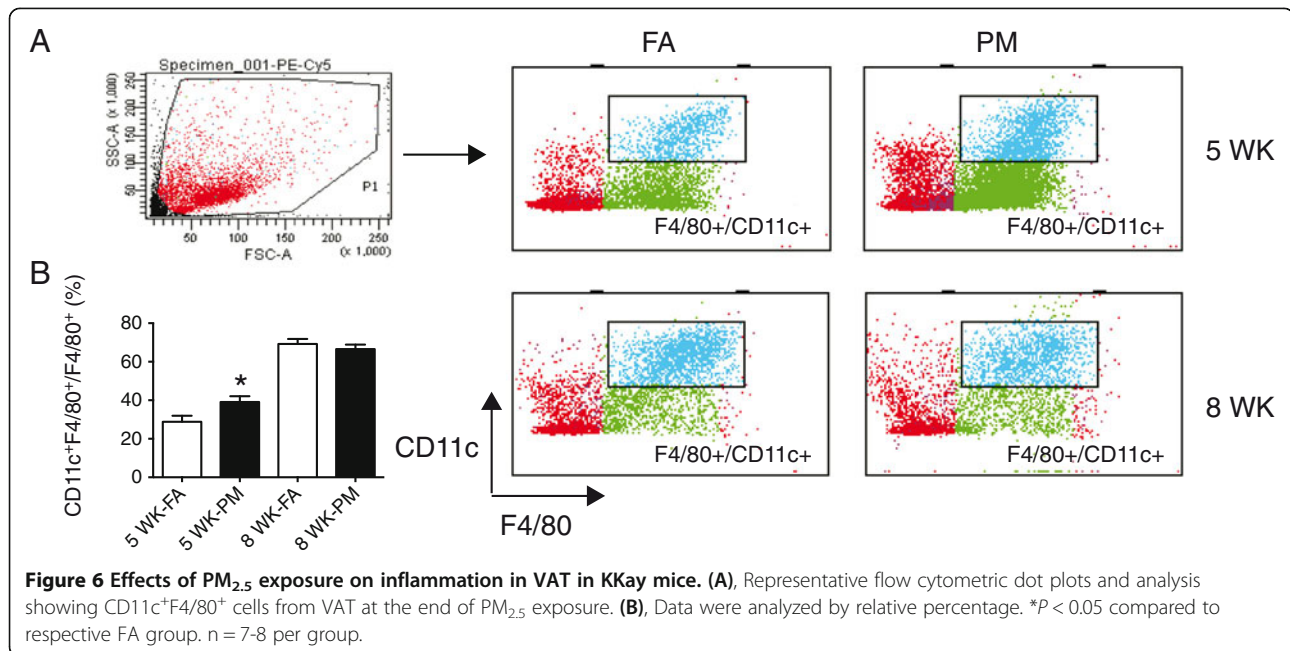 A
FA
PM
Specimen_001-PE-Cy5
SSC-A
(x 1,000)
50 100 150 200 250
P1
50 100 150 200 250
FSC-A
(x 1,000)
F4/80+/CD11c+
F4/80+/CD11c+
5 WK
B
CD11c⁺F4/80⁺/F4/80⁺ (%)
80
60
40
20
0
*
5 WK-FA
5 WK-PM
8 WK-FA
8 WK-PM
CD11c
F4/80
F4/80+/CD11c+
F4/80+/CD11c+
8 WK
Figure 6 Effects of PM₂.₅ exposure on inflammation in VAT in KKay mice. (A), Representative flow cytometric dot plots and analysis
showing CD11c⁺F4/80⁺ cells from VAT at the end of PM₂.₅ exposure. (B), Data were analyzed by relative percentage. *P < 0.05 compared to
respective FA group. n = 7-8 per group.